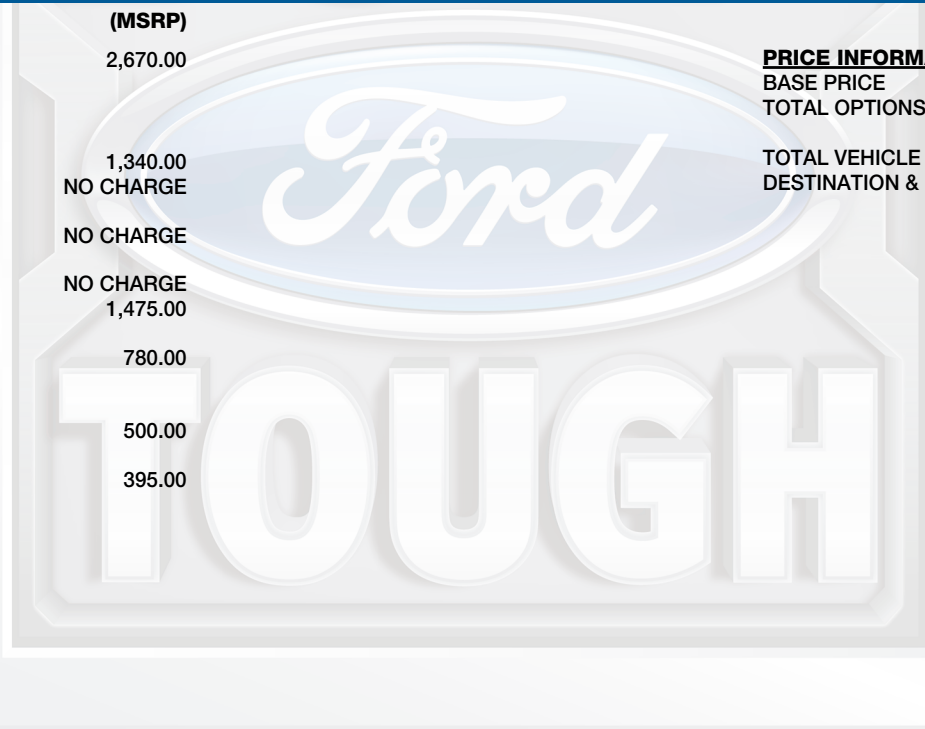 (MSRP)
2,670.00
1,340.00
NO CHARGE
NO CHARGE
NO CHARGE
1,475.00
780.00
500.00
395.00
PRICE INFORM
BASE PRICE
TOTAL OPTIONS
TOTAL VEHICLE
DESTINATION &
Ford
TOUGH